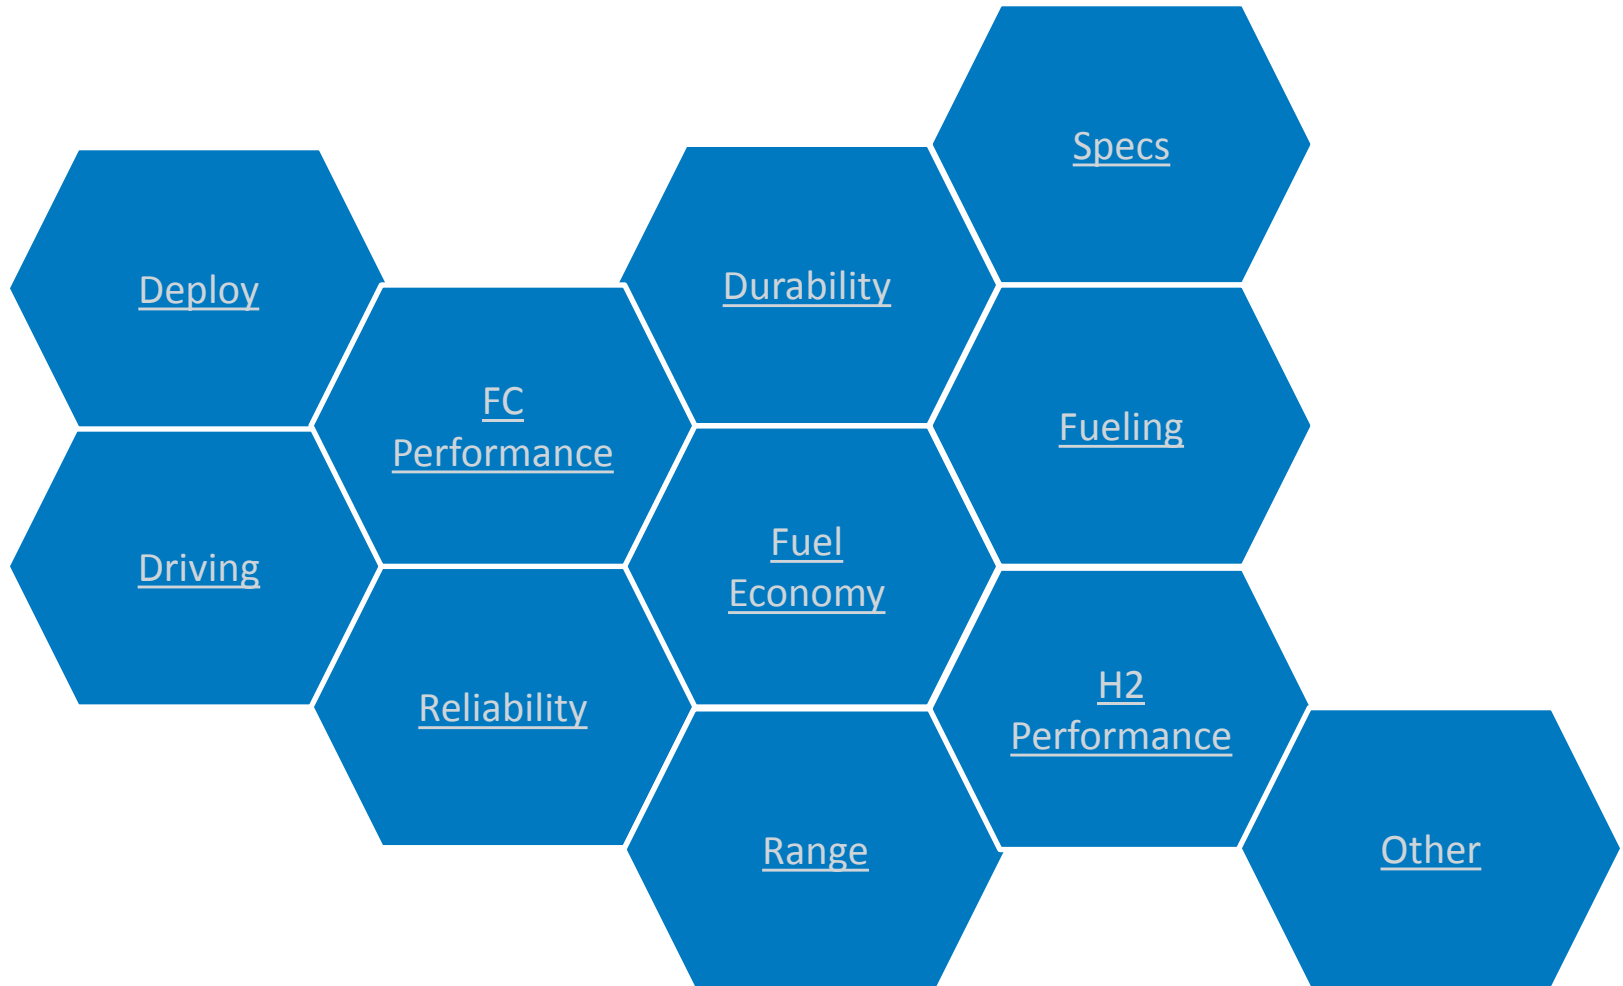 Specs
Deploy
Durability
FC
Performance
Fueling
Driving
Fuel
Economy
Reliability
H2
Performance
Range
Other